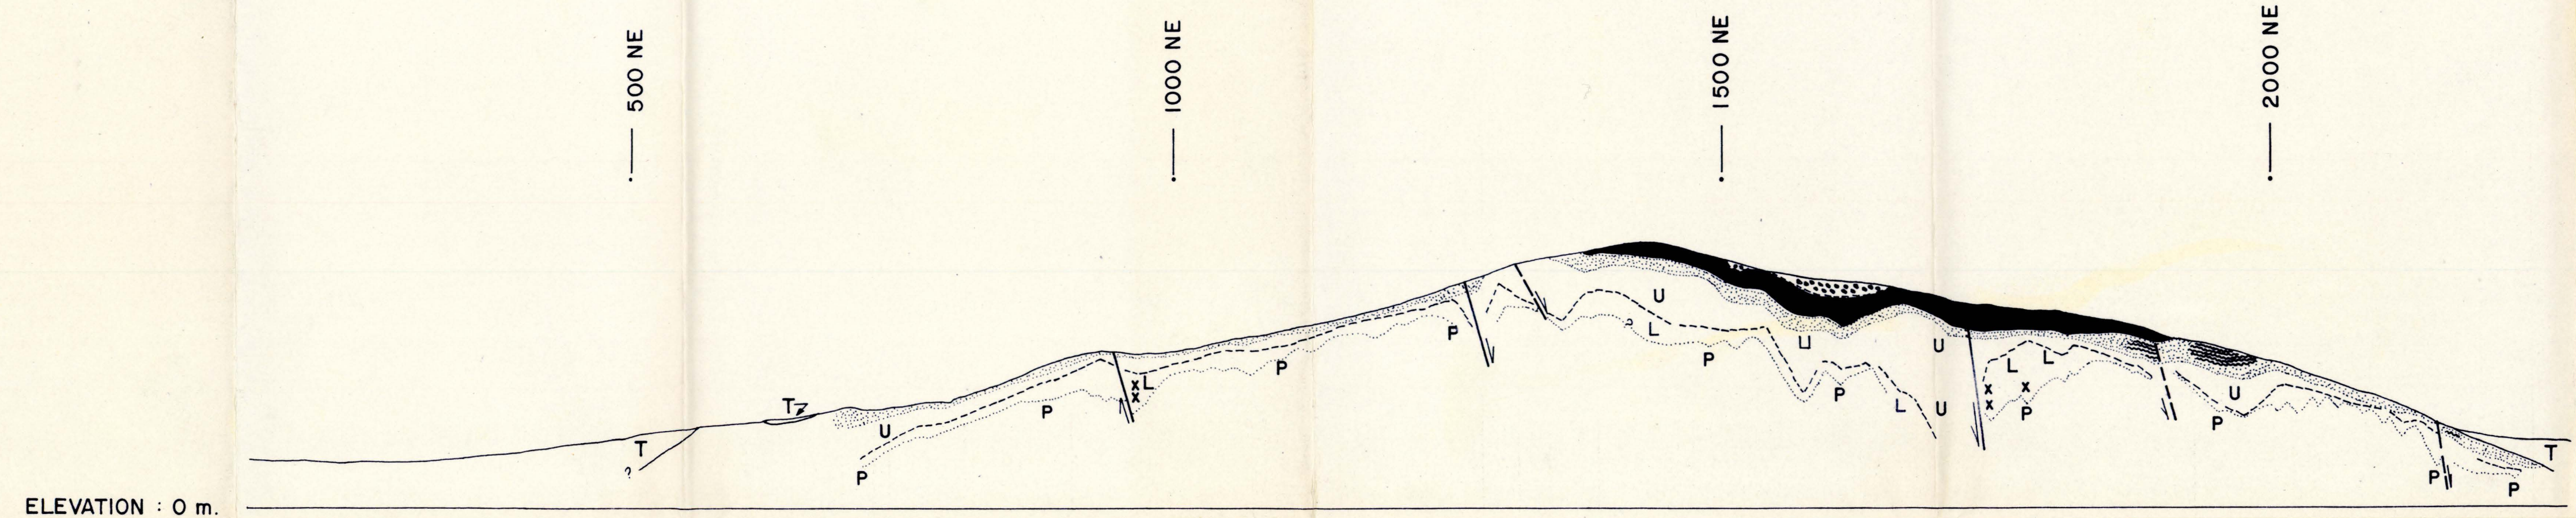 500 NE
1000 NE
1500 NE
2000 NE
T
?
T
U
P
P
x L
x
P
P
U
? L
P
U
P
L
U
U
L
L
x
x
x
P
U
P
P
P
T
ELEVATION : 0 m.